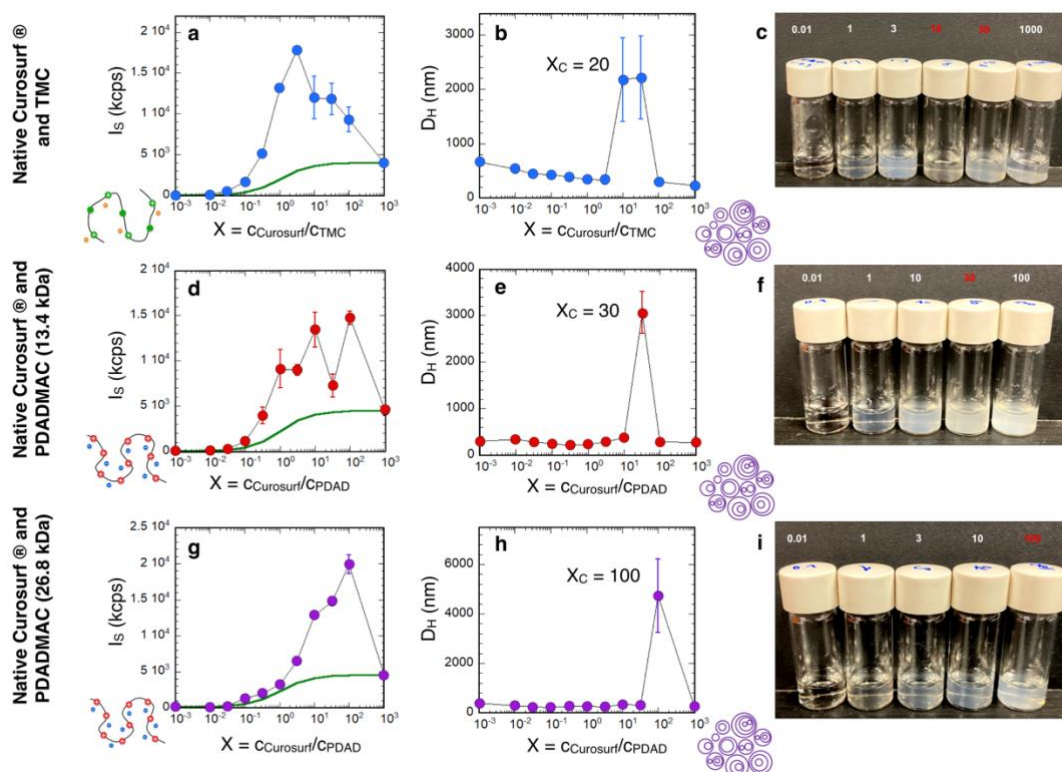 Native Curosurf ®
and TMC
a
I_S (kcps)
2 10⁴
1.5 10⁴
1 10⁴
5 10³
0
10⁻³ 10⁻² 10⁻¹ 10⁰ 10¹ 10² 10³
X = c_Curosurf/c_TMC
b
D_H (nm)
X_C = 20
3000
2000
1000
0
10⁻³ 10⁻² 10⁻¹ 10⁰ 10¹ 10² 10³
X = c_Curosurf/c_TMC
c
0.01 1 3 1000
Native Curosurf ® and
PDADMAC (13.4 kDa)
d
I_S (kcps)
2 10⁴
1.5 10⁴
1 10⁴
5 10³
0
10⁻³ 10⁻² 10⁻¹ 10⁰ 10¹ 10² 10³
X = c_Curosurf/c_PDAD
e
D_H (nm)
X_C = 30
4000
3000
2000
1000
0
10⁻³ 10⁻² 10⁻¹ 10⁰ 10¹ 10² 10³
X = c_Curosurf/c_PDAD
f
0.01 1 10 30 100
Native Curosurf ® and
PDADMAC (26.8 kDa)
g
I_S (kcps)
2.5 10⁴
2 10⁴
1.5 10⁴
1 10⁴
5 10³
0
10⁻³ 10⁻² 10⁻¹ 10⁰ 10¹ 10² 10³
X = c_Curosurf/c_PDAD
h
D_H (nm)
X_C = 100
6000
4000
2000
0
10⁻³ 10⁻² 10⁻¹ 10⁰ 10¹ 10² 10³
X = c_Curosurf/c_PDAD
i
0.01 1 3 10 100